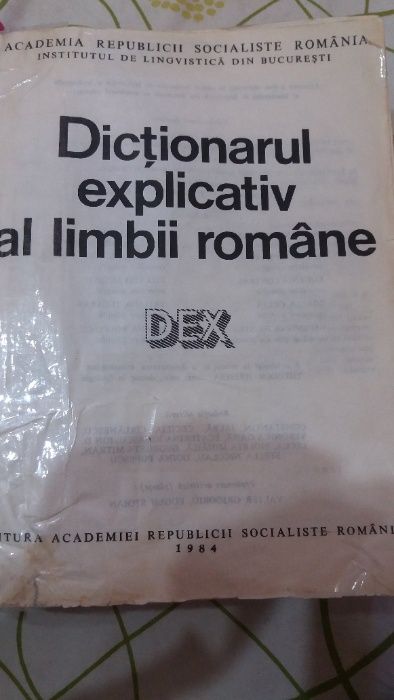 ACADEMIA REPUBLICII SOCIALISTE ROMÂNIA
INSTITUTUL DE LINGVISTICĂ DIN BUCUREȘTI
Dicționarul
explicativ
al limbii române
DEX
ITURA ACADEMIEI REPUBLICII SOCIALISTE ROMÂNI
1984